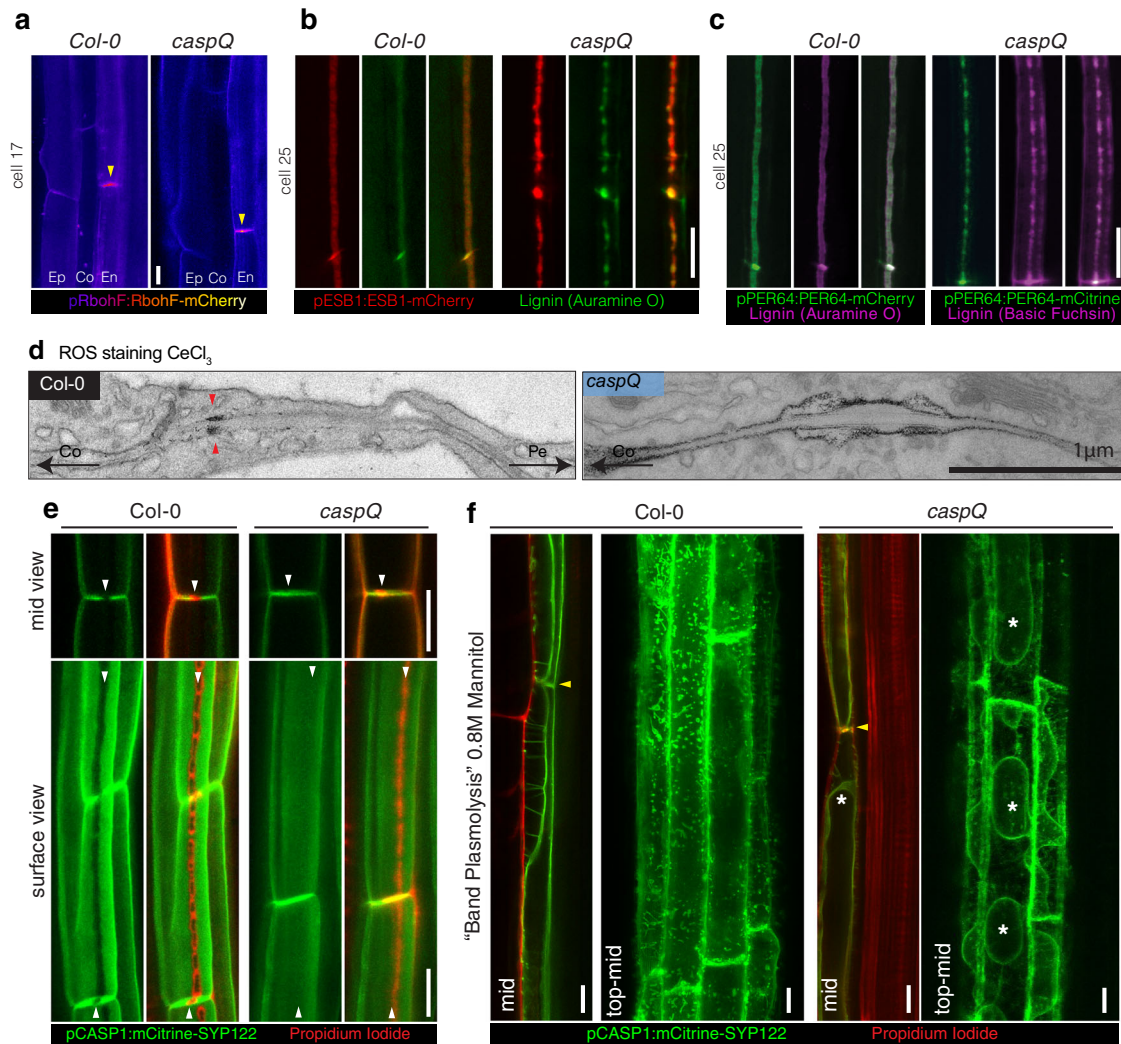 a
Col-0 caspQ
cell 17
Ep Co En
Ep Co En
pRbohF:RbohF-mCherry
b
Col-0 caspQ
cell 25
pESB1:ESB1-mCherry Lignin (Auramine O)
c
Col-0 caspQ
cell 25
pPER64:PER64-mCherry
Lignin (Auramine O)
pPER64:PER64-mCitrine
Lignin (Basic Fuchsin)
d ROS staining CeCl₃
Col-0
Co Pe
caspQ
Co 1µm
e
Col-0 caspQ
mid view
surface view
pCASP1:mCitrine-SYP122 Propidium Iodide
f
Col-0 caspQ
“Band Plasmolysis” 0.8M Mannitol
mid
top-mid
mid
*
top-mid
*
*
*
pCASP1:mCitrine-SYP122 Propidium Iodide